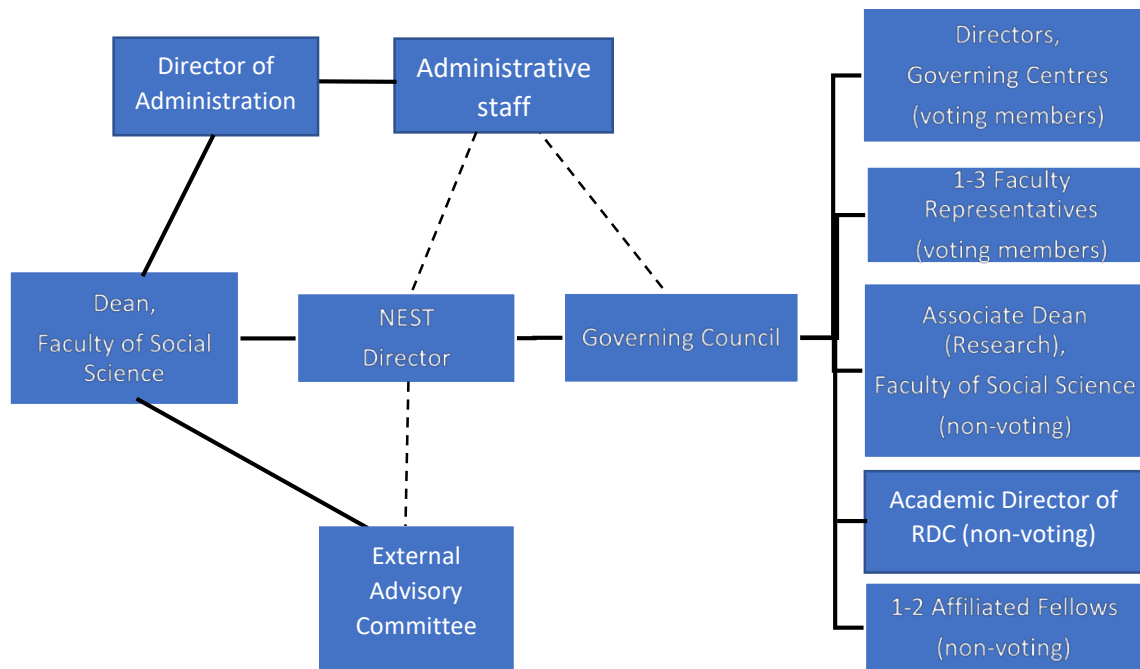 Director of
Administration
Administrative
staff
Dean,
Faculty of Social
Science
NEST
Director
Governing Council
External
Advisory
Committee
Directors,
Governing Centres
(voting members)
1-3 Faculty
Representatives
(voting members)
Associate Dean
(Research),
Faculty of Social Science
(non-voting)
Academic Director of
RDC (non-voting)
1-2 Affiliated Fellows
(non-voting)